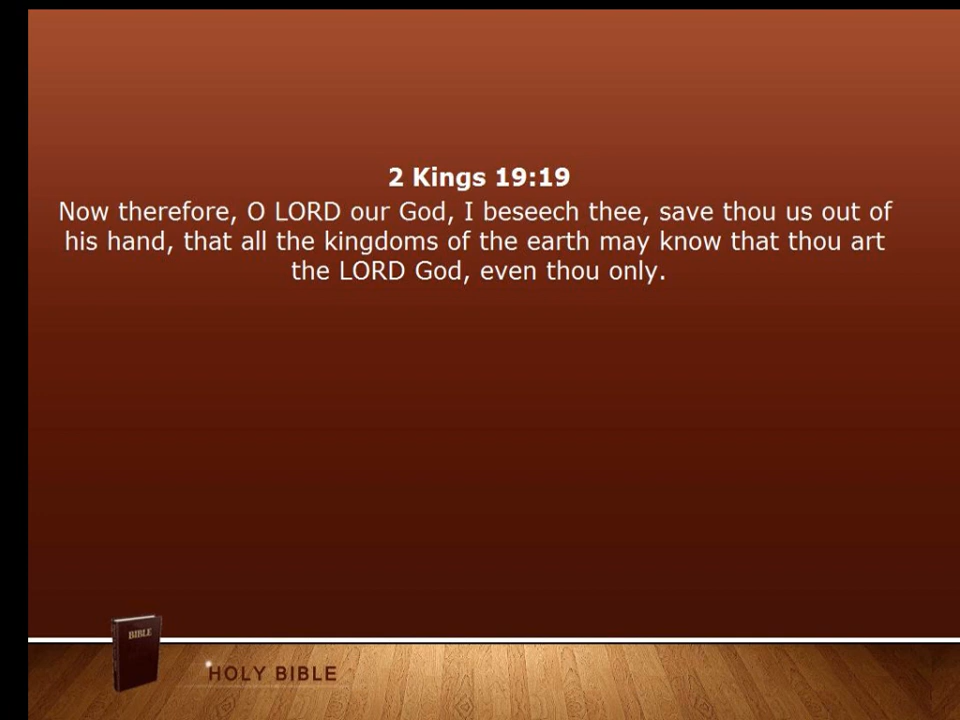 2 Kings 19:19
Now therefore, O LORD our God, I beseech thee, save thou us out of
his hand, that all the kingdoms of the earth may know that thou art
the LORD God, even thou only.
BIBLE
HOLY BIBLE